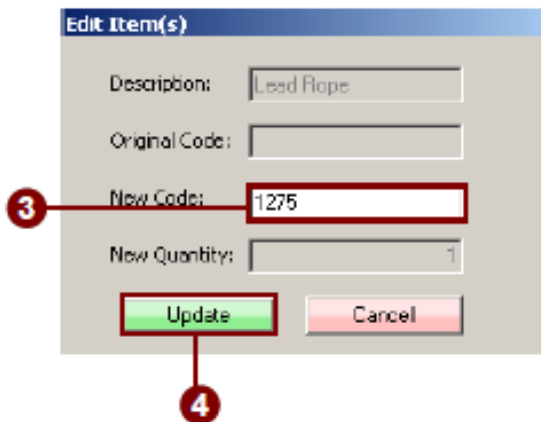 Edit Item(s)
Description: Lead Rope
Original Code:
3 New Code: 1275
New Quantity: 1
Update Cancel
4